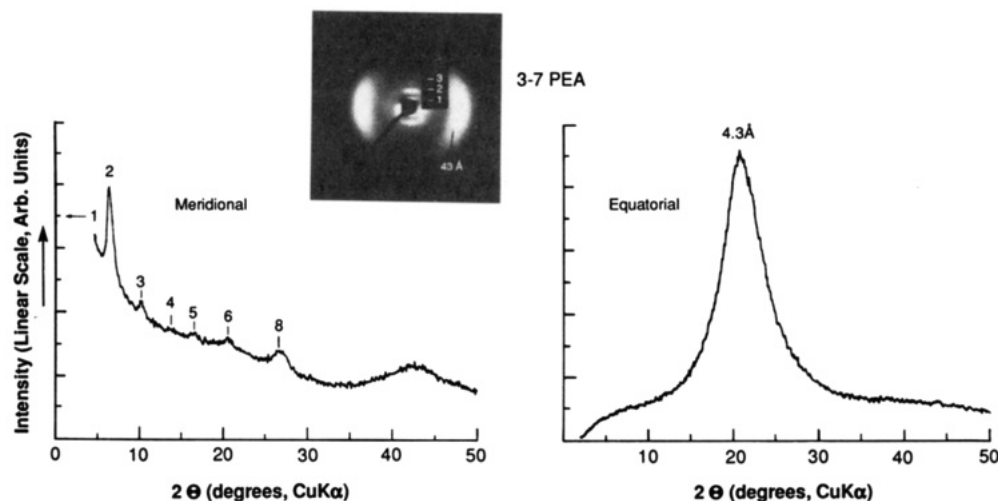 3
2
1
43 Å
3-7 PEA
Intensity (Linear Scale, Arb. Units)
1
2
3
4
5
6
8
Meridional
0 10 20 30 40 50
2 Θ (degrees, CuKα)
4.3Å
Equatorial
10 20 30 40 50
2 Θ (degrees, CuKα)